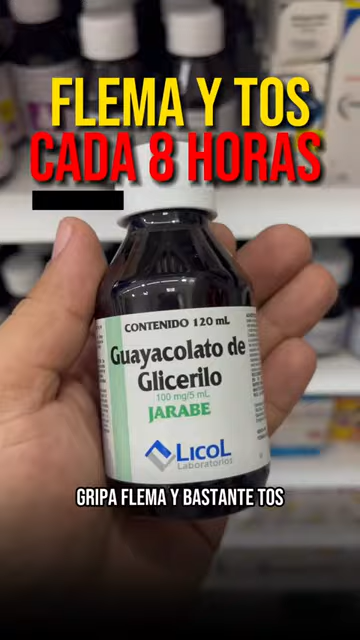 FLEMA Y TOS
CADA 8 HORAS
CONTENIDO 120 mL
Guayacolato de
Glicerilo
100 mg/5 mL
JARABE
LICOL
Laboratorios
GRIPA FLEMA Y BASTANTE TOS